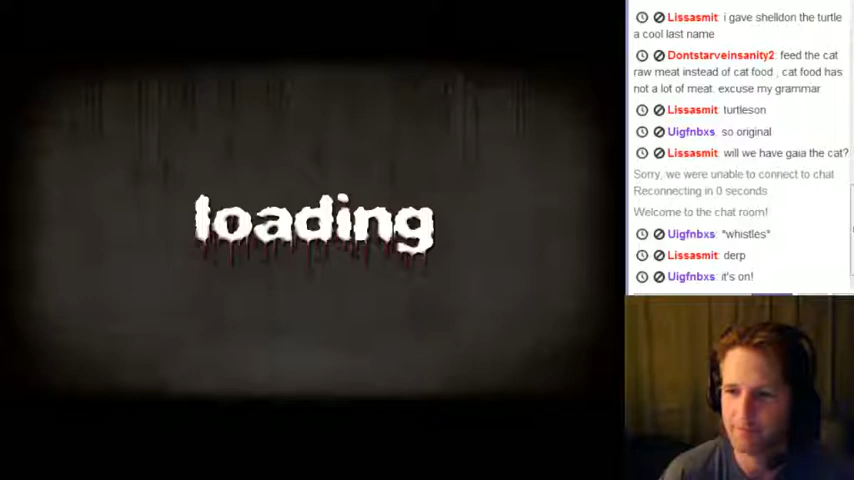 loading
Lissasmit: i gave shelldon the turtle
a cool last name
Dontstarveinsanity2: feed the cat
raw meat instead of cat food , cat food has
not a lot of meat. excuse my grammar
Lissasmit: turtleson
Uigfnbxs: so original
Lissasmit: will we have gaia the cat?
Sorry, we were unable to connect to chat
Reconnecting in 0 seconds
Welcome to the chat room!
Uigfnbxs: *whistles*
Lissasmit: derp
Uigfnbxs: it's on!